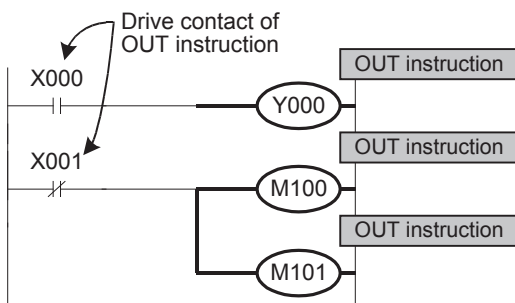 Drive contact of
OUT instruction
X000
OUT instruction
Y000
OUT instruction
X001
M100
OUT instruction
M101